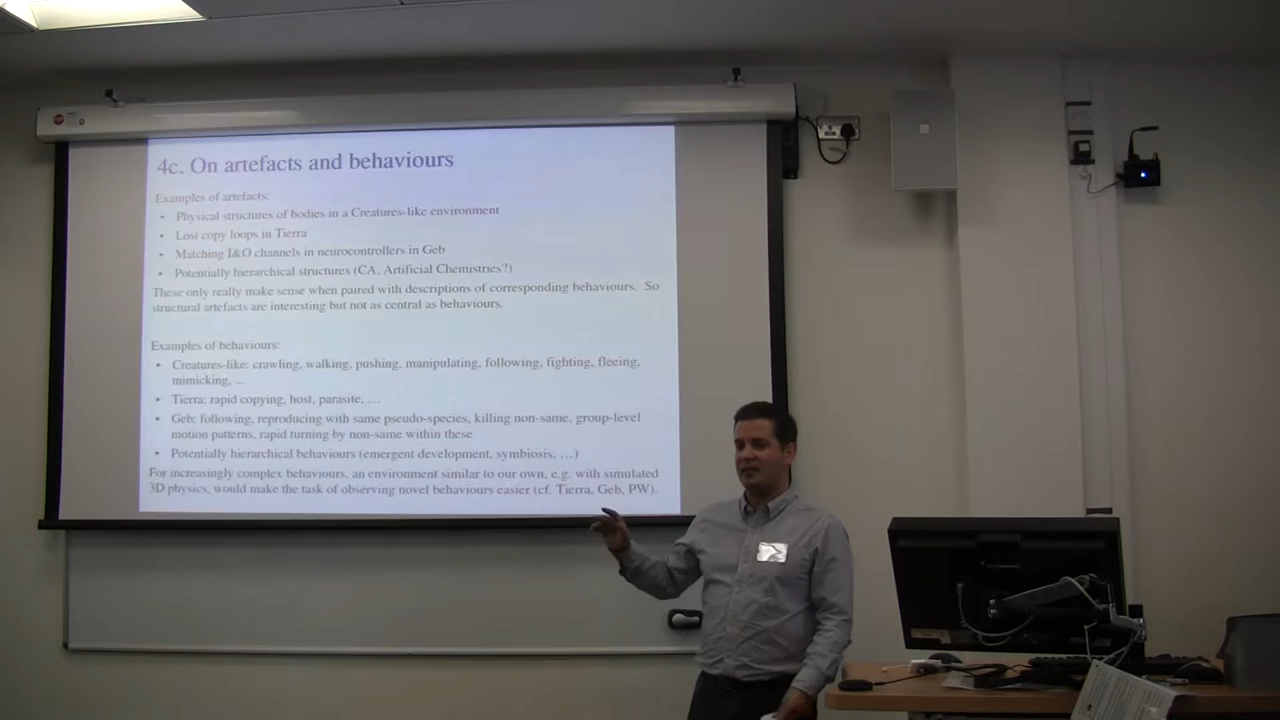 4c. On artefacts and behaviours
Examples of artefacts:
• Physical structures of bodies in a Creatures-like environment
• Lost copy loops in Tierra
• Matching I&O channels in neurocontrollers in Geb
• Potentially hierarchical structures (CA, Artificial Chemistries?)
These only really make sense when paired with descriptions of corresponding behaviours. So
structural artefacts are interesting but not as central as behaviours.
Examples of behaviours:
• Creatures-like: crawling, walking, pushing, manipulating, following, fighting, fleeing,
mimicking, ...
• Tierra: rapid copying, host, parasite, ...
• Geb: following, reproducing with same pseudo-species, killing non-same, group-level
motion patterns, rapid turning by non-same within these
• Potentially hierarchical behaviours (emergent development, symbiosis, ...)
For increasingly complex behaviours, an environment similar to our own, e.g. with simulated
3D physics, would make the task of observing novel behaviours easier (cf. Tierra, Geb, PW).